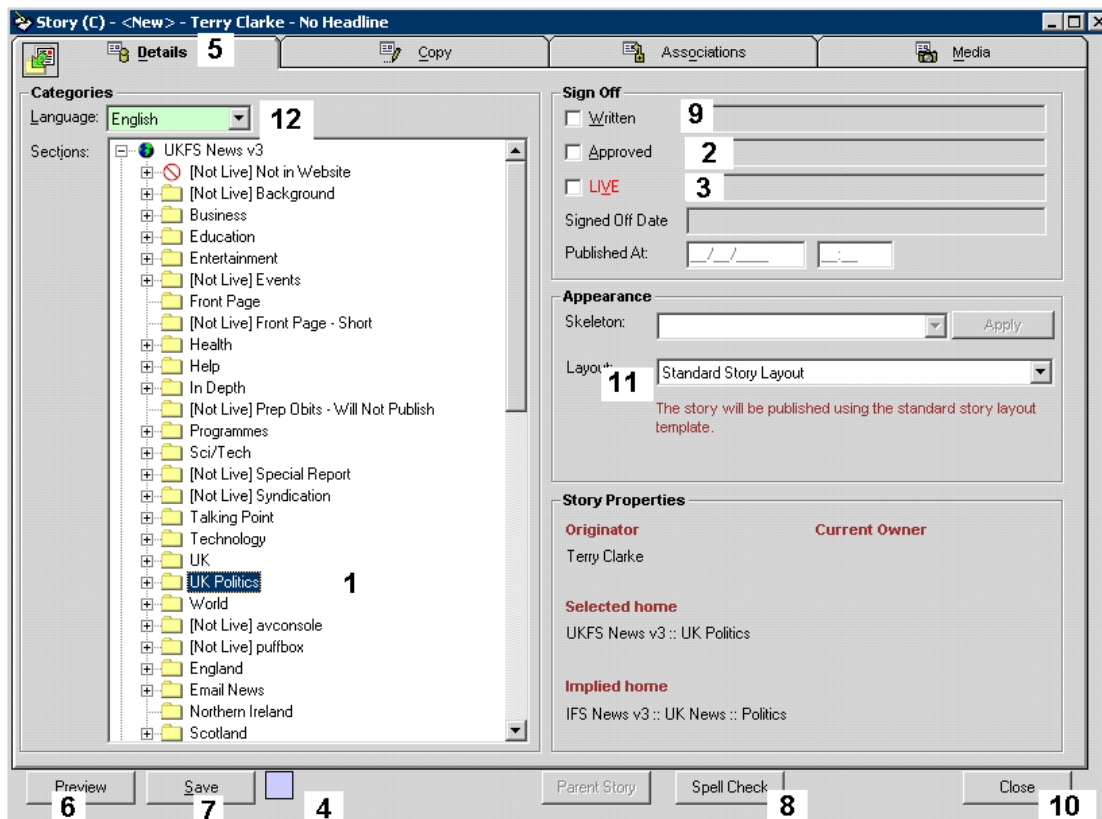 Story (C) - <New> - Terry Clarke - No Headline
Details 5 Copy Associations Media
Categories
Language: English 12
Sections: UKFS News v3
[Not Live] Not in Website
[Not Live] Background
Business
Education
Entertainment
[Not Live] Events
Front Page
[Not Live] Front Page - Short
Health
Help
In Depth
[Not Live] Prep Obits - Will Not Publish
Programmes
Sci/Tech
[Not Live] Special Report
[Not Live] Syndication
Talking Point
Technology
UK
UK Politics 1
World
[Not Live] avconsole
[Not Live] puffbox
England
Email News
Northern Ireland
Scotland
Sign Off
Written 9
Approved 2
LIVE 3
Signed Off Date
Published At: __/__/____ __:__
Appearance
Skeleton: Apply
Layout: 11 Standard Story Layout
The story will be published using the standard story layout
template.
Story Properties
Originator Current Owner
Terry Clarke
Selected home
UKFS News v3 :: UK Politics
Implied home
IFS News v3 :: UK News :: Politics
Preview Save Parent Story Spell Check Close
6 7 4 8 10